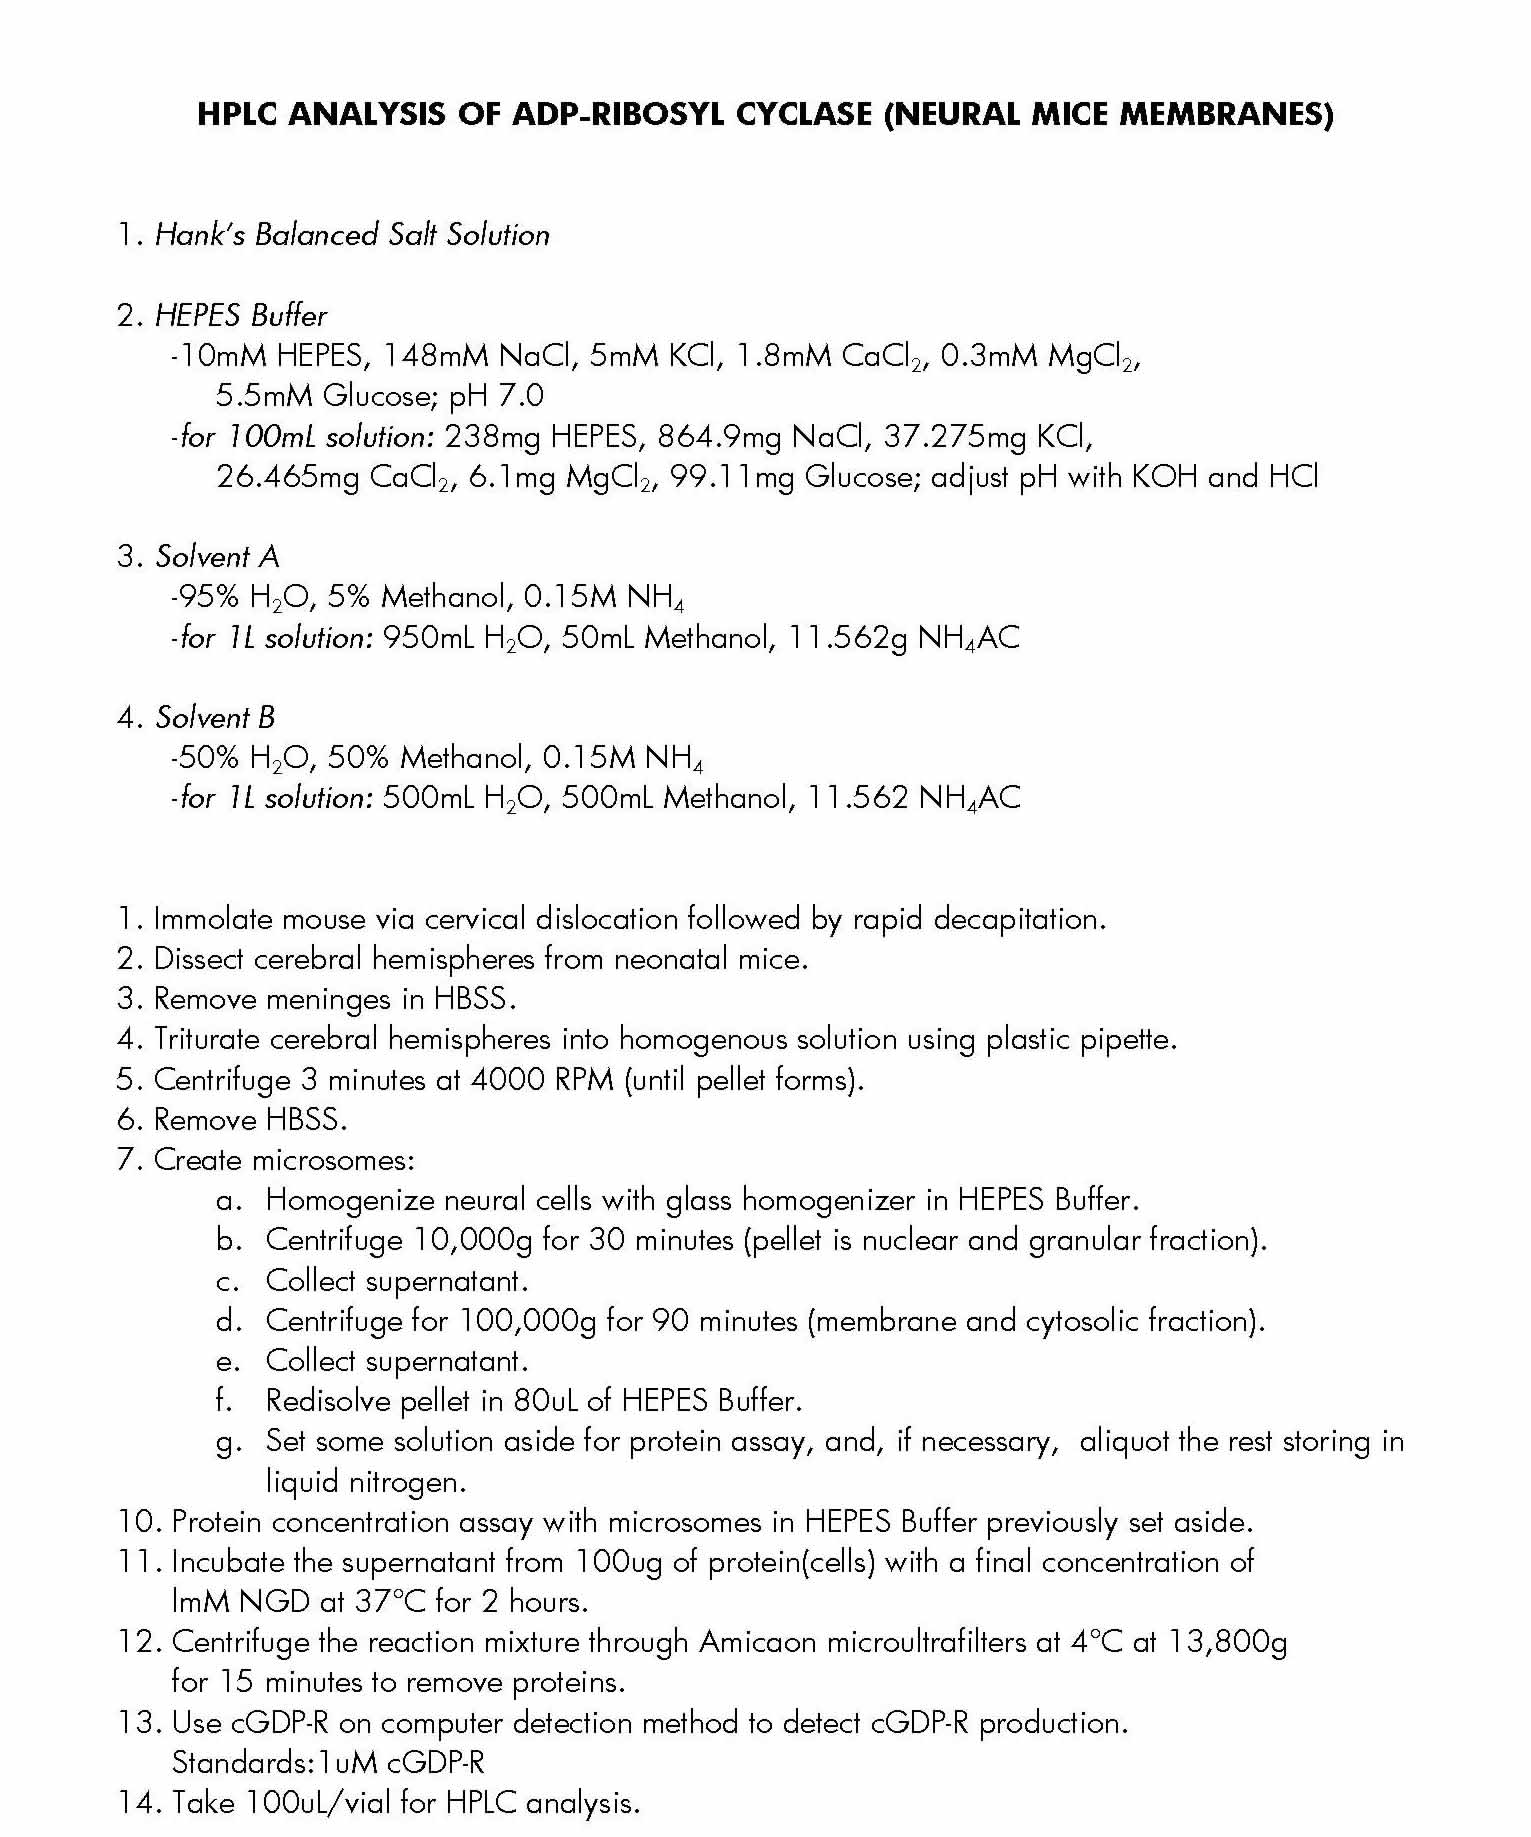 HPLC ANALYSIS OF ADP-RIBOSYL CYCLASE (NEURAL MICE MEMBRANES)
1. Hank's Balanced Salt Solution
2. HEPES Buffer
-10mM HEPES, 148mM NaCl, 5mM KCl, 1.8mM CaCl₂, 0.3mM MgCl₂,
5.5mM Glucose; pH 7.0
-for 100mL solution: 238mg HEPES, 864.9mg NaCl, 37.275mg KCl,
26.465mg CaCl₂, 6.1mg MgCl₂, 99.11mg Glucose; adjust pH with KOH and HCl
3. Solvent A
-95% H₂O, 5% Methanol, 0.15M NH₄
-for 1L solution: 950mL H₂O, 50mL Methanol, 11.562g NH₄AC
4. Solvent B
-50% H₂O, 50% Methanol, 0.15M NH₄
-for 1L solution: 500mL H₂O, 500mL Methanol, 11.562 NH₄AC
1. Immolate mouse via cervical dislocation followed by rapid decapitation.
2. Dissect cerebral hemispheres from neonatal mice.
3. Remove meninges in HBSS.
4. Triturate cerebral hemispheres into homogenous solution using plastic pipette.
5. Centrifuge 3 minutes at 4000 RPM (until pellet forms).
6. Remove HBSS.
7. Create microsomes:
a. Homogenize neural cells with glass homogenizer in HEPES Buffer.
b. Centrifuge 10,000g for 30 minutes (pellet is nuclear and granular fraction).
c. Collect supernatant.
d. Centrifuge for 100,000g for 90 minutes (membrane and cytosolic fraction).
e. Collect supernatant.
f. Redisolve pellet in 80uL of HEPES Buffer.
g. Set some solution aside for protein assay, and, if necessary, aliquot the rest storing in
liquid nitrogen.
10. Protein concentration assay with microsomes in HEPES Buffer previously set aside.
11. Incubate the supernatant from 100ug of protein(cells) with a final concentration of
lmM NGD at 37°C for 2 hours.
12. Centrifuge the reaction mixture through Amicaon microultrafilters at 4°C at 13,800g
for 15 minutes to remove proteins.
13. Use cGDP-R on computer detection method to detect cGDP-R production.
Standards:1uM cGDP-R
14. Take 100uL/vial for HPLC analysis.